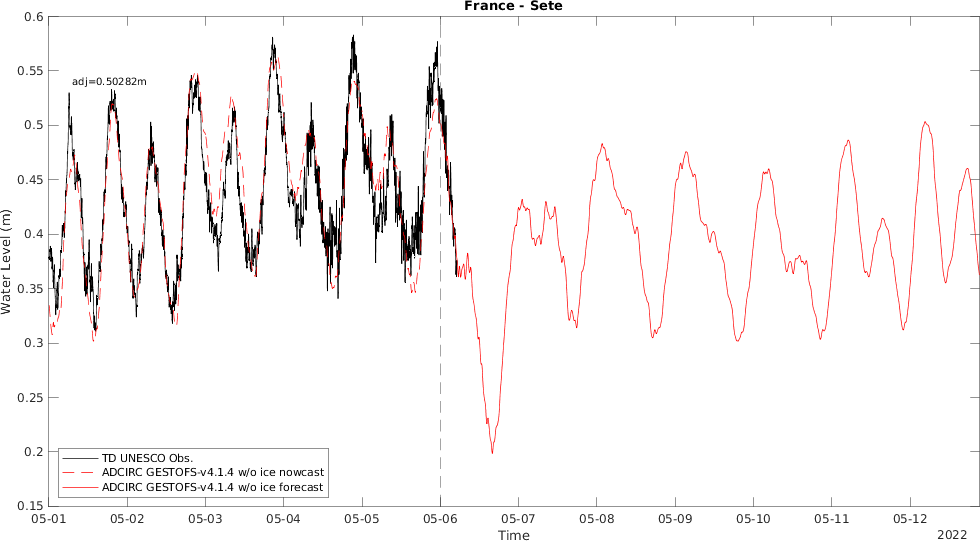 France - Sete
adj=0.50282m
0.6
0.55
0.5
0.45
0.4
0.35
0.3
0.25
0.2
0.15
Water Level (m)
TD UNESCO Obs.
ADCIRC GESTOFS-v4.1.4 w/o ice nowcast
ADCIRC GESTOFS-v4.1.4 w/o ice forecast
05-01 05-02 05-03 05-04 05-05 05-06 05-07 05-08 05-09 05-10 05-11 05-12
Time
2022